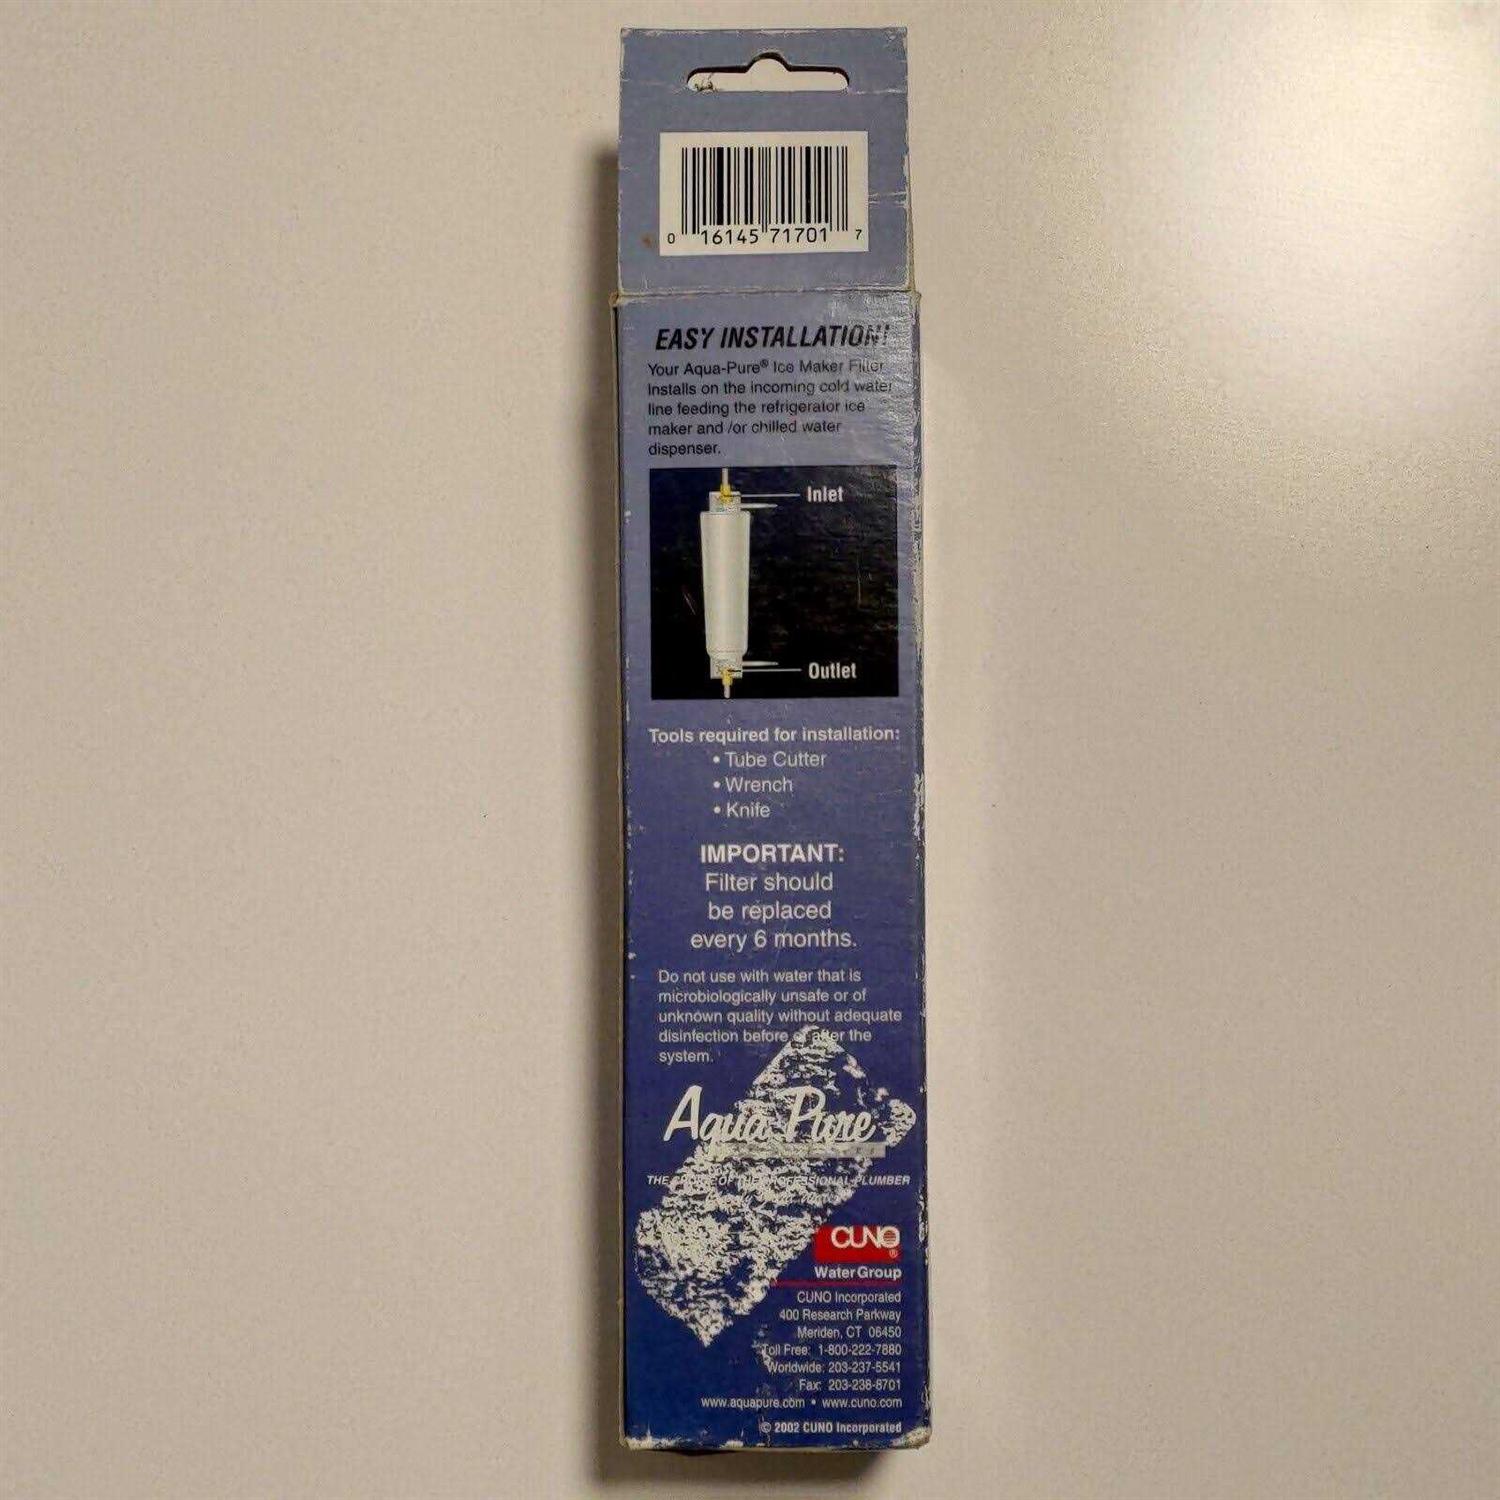 0 16145 71701 7
EASY INSTALLATION!
Your Aqua-Pure® Ice Maker Filter
installs on the incoming cold water
line feeding the refrigerator ice
maker and /or chilled water
dispenser.
Inlet
Outlet
Tools required for installation:
• Tube Cutter
• Wrench
• Knife
IMPORTANT:
Filter should
be replaced
every 6 months.
Do not use with water that is
microbiologically unsafe or of
unknown quality without adequate
disinfection before or after the
system.
Aqua Pure
THE CHOICE OF THE PROFESSIONAL PLUMBER
CUNO
®
Water Group
CUNO Incorporated
400 Research Parkway
Meriden, CT 06450
Toll Free: 1-800-222-7880
Worldwide: 203-237-5541
Fax: 203-238-8701
www.aquapure.com • www.cuno.com
© 2002 CUNO Incorporated